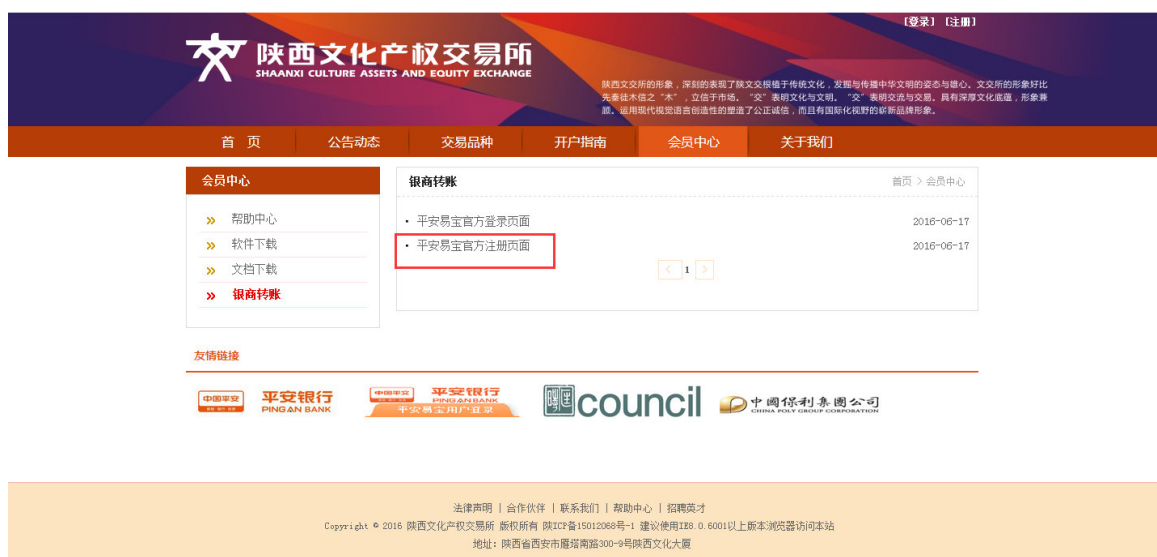 [登录] [注册]
陕西文化产权交易所
SHAANXI CULTURE ASSETS AND EQUITY EXCHANGE
陕西文交所的形象，深刻的表现了陕文交根植于传统文化，发掘与传播中华文明的姿态与雄心。文交所的形象好比
先秦徙木信之“木”，立信于市场。“交”表明文化与文明。“交”表明交流与交易。具有深厚文化底蕴，形象兼
顾。运用现代视觉语言创造性的塑造了公正诚信，而且有国际化视野的崭新品牌形象。
首 页 公告动态 交易品种 开户指南 会员中心 关于我们
会员中心
帮助中心
软件下载
文档下载
银商转账
银商转账 首页 > 会员中心
平安易宝官方登录页面 2016-06-17
平安易宝官方注册页面 2016-06-17
< 1 >
友情链接
中国平安 平安银行 PINGAN BANK
中国平安 平安银行 PINGAN BANK
平安易宝用户登录
council
中國保利集團公司
CHINA POLY GROUP CORPORATION
法律声明 | 合作伙伴 | 联系我们 | 帮助中心 | 招聘英才
Copyright © 2016 陕西文化产权交易所 版权所有 陕ICP备15012068号-1 建议使用IE8.0.6001以上版本浏览器访问本站
地址：陕西省西安市雁塔南路300-9号陕西文化大厦